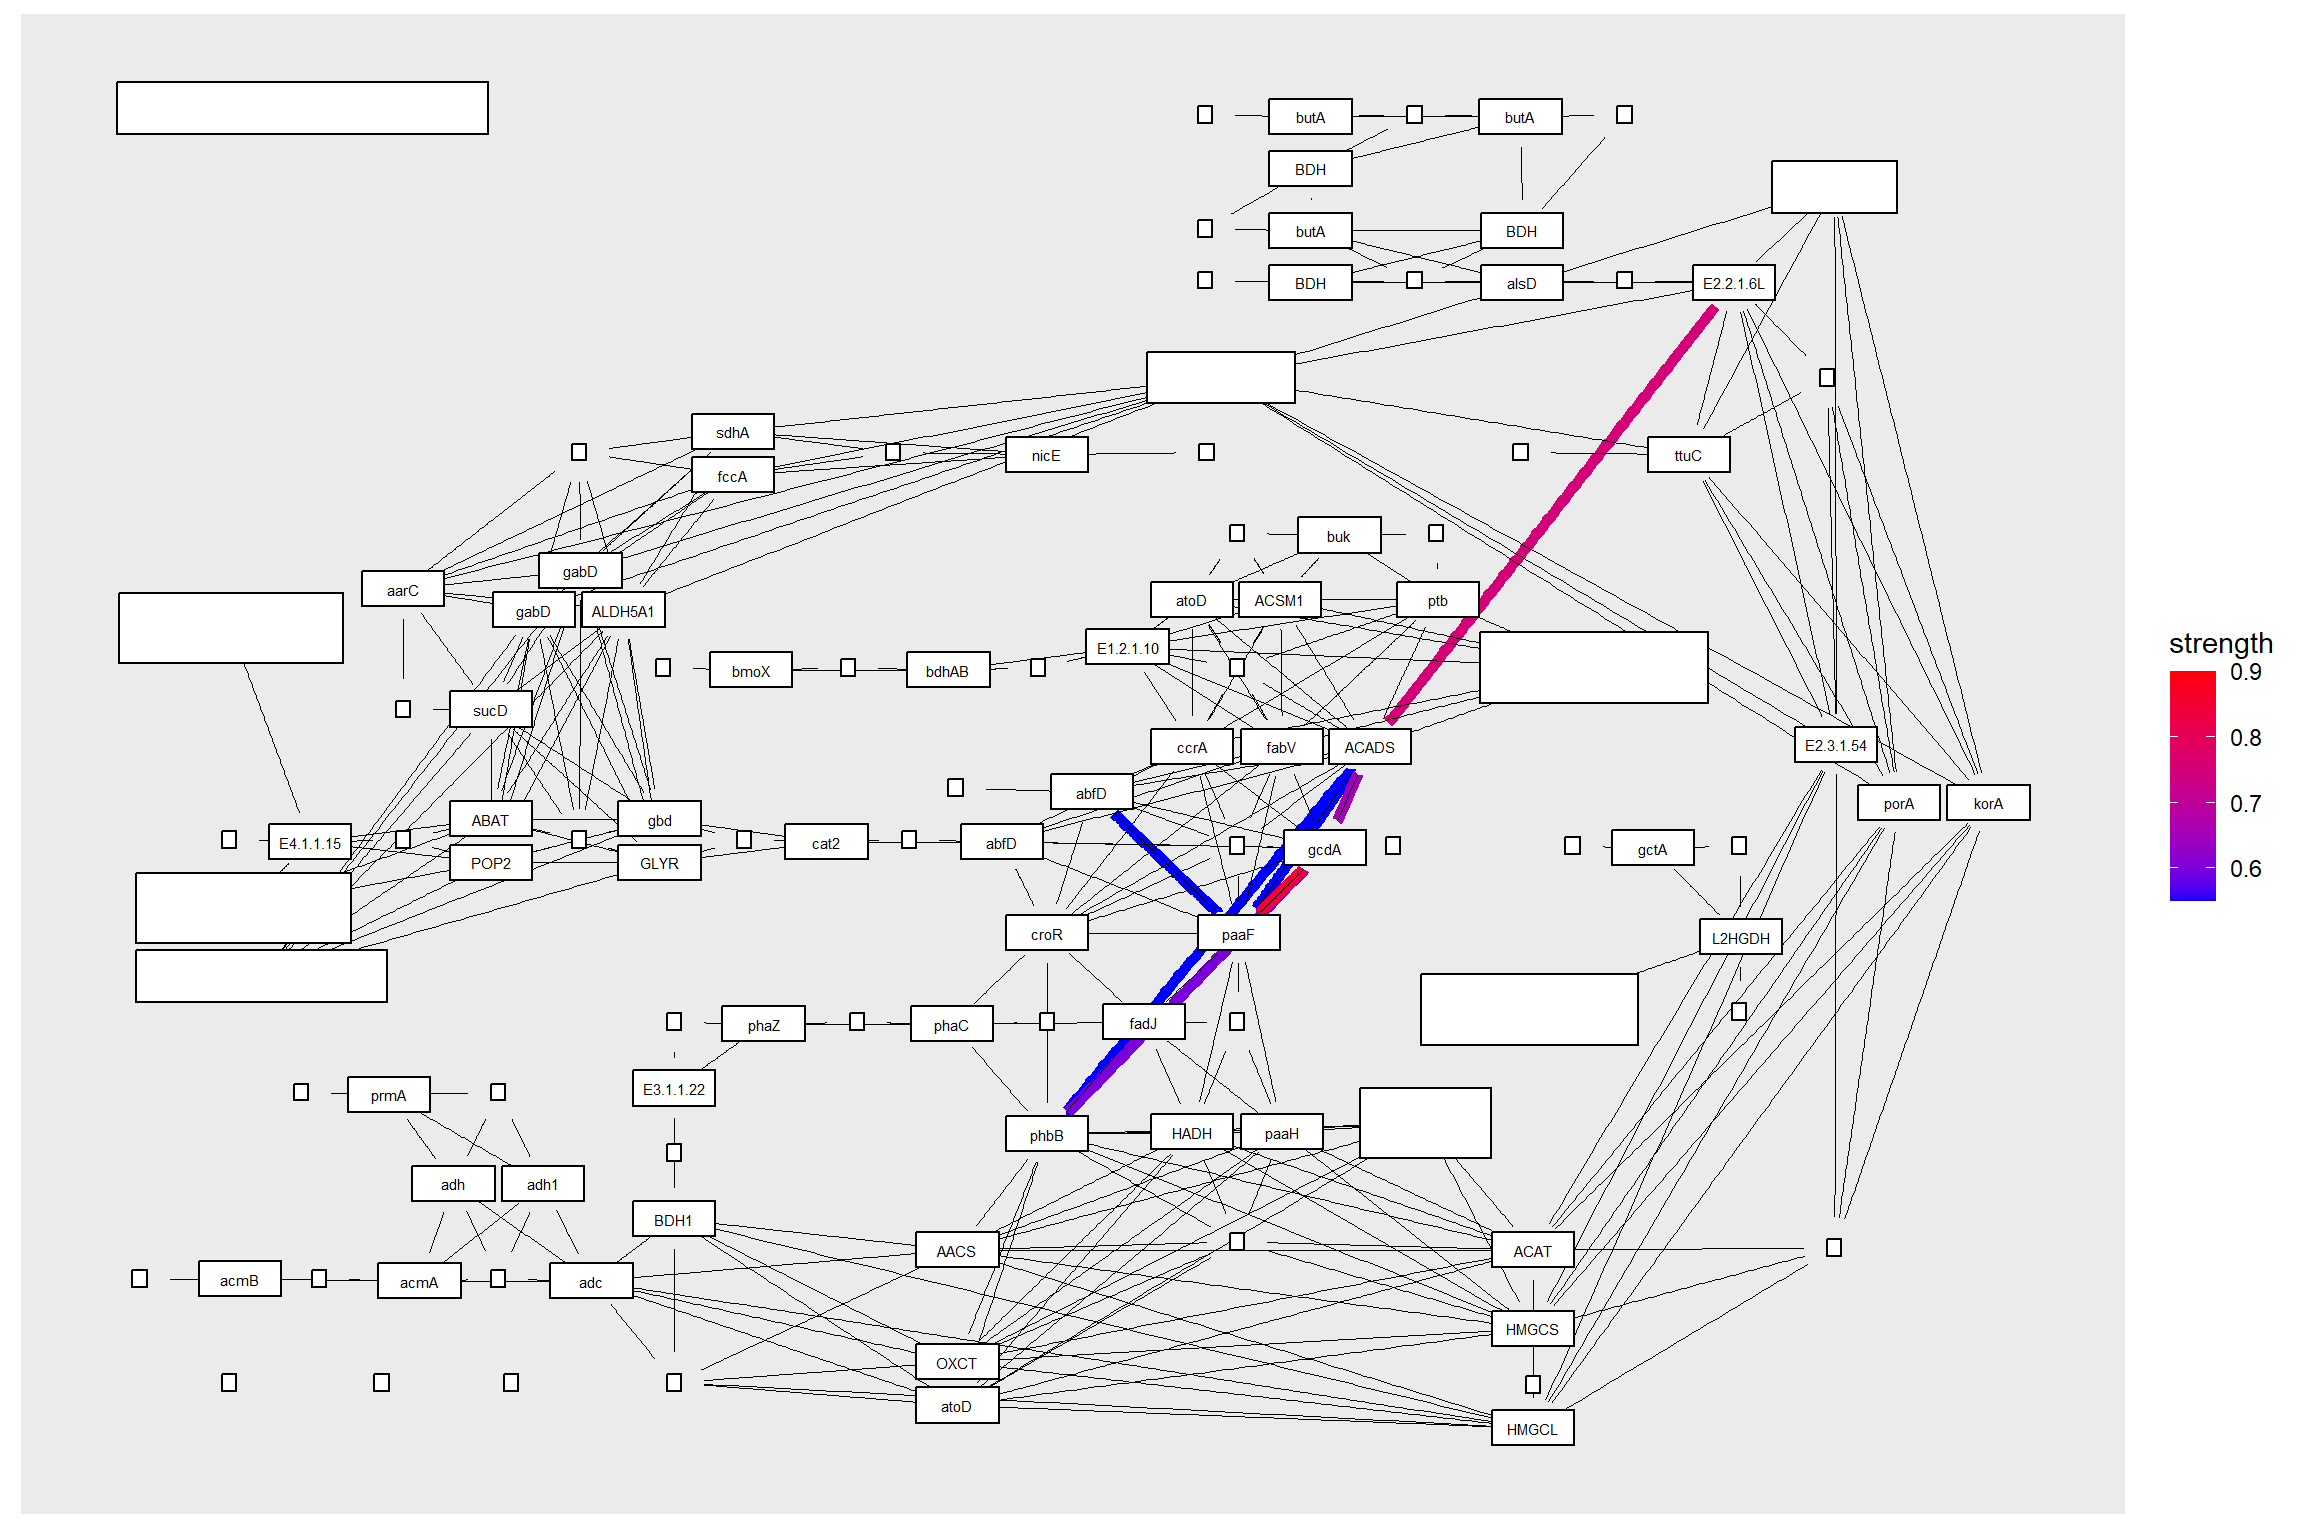 butA
butA
BDH
butA
BDH
BDH
alsD
E2.2.1.6L
sdhA
nicE
ttuC
fccA
buk
gabD
aarC
gabD
ALDH5A1
atoD
ACSM1
ptb
E1.2.1.10
bmoX
bdhAB
sucD
ccrA
fabV
ACADS
E2.3.1.54
abfD
porA
korA
ABAT
gbd
E4.1.1.15
cat2
abfD
gcdA
gctA
POP2
GLYR
croR
paaF
L2HGDH
phaZ
phaC
fadJ
E3.1.1.22
prmA
phbB
HADH
paaH
adh
adh1
BDH1
AACS
ACAT
acmB
acmA
adc
HMGCS
OXCT
atoD
HMGCL
strength
0.9
0.8
0.7
0.6